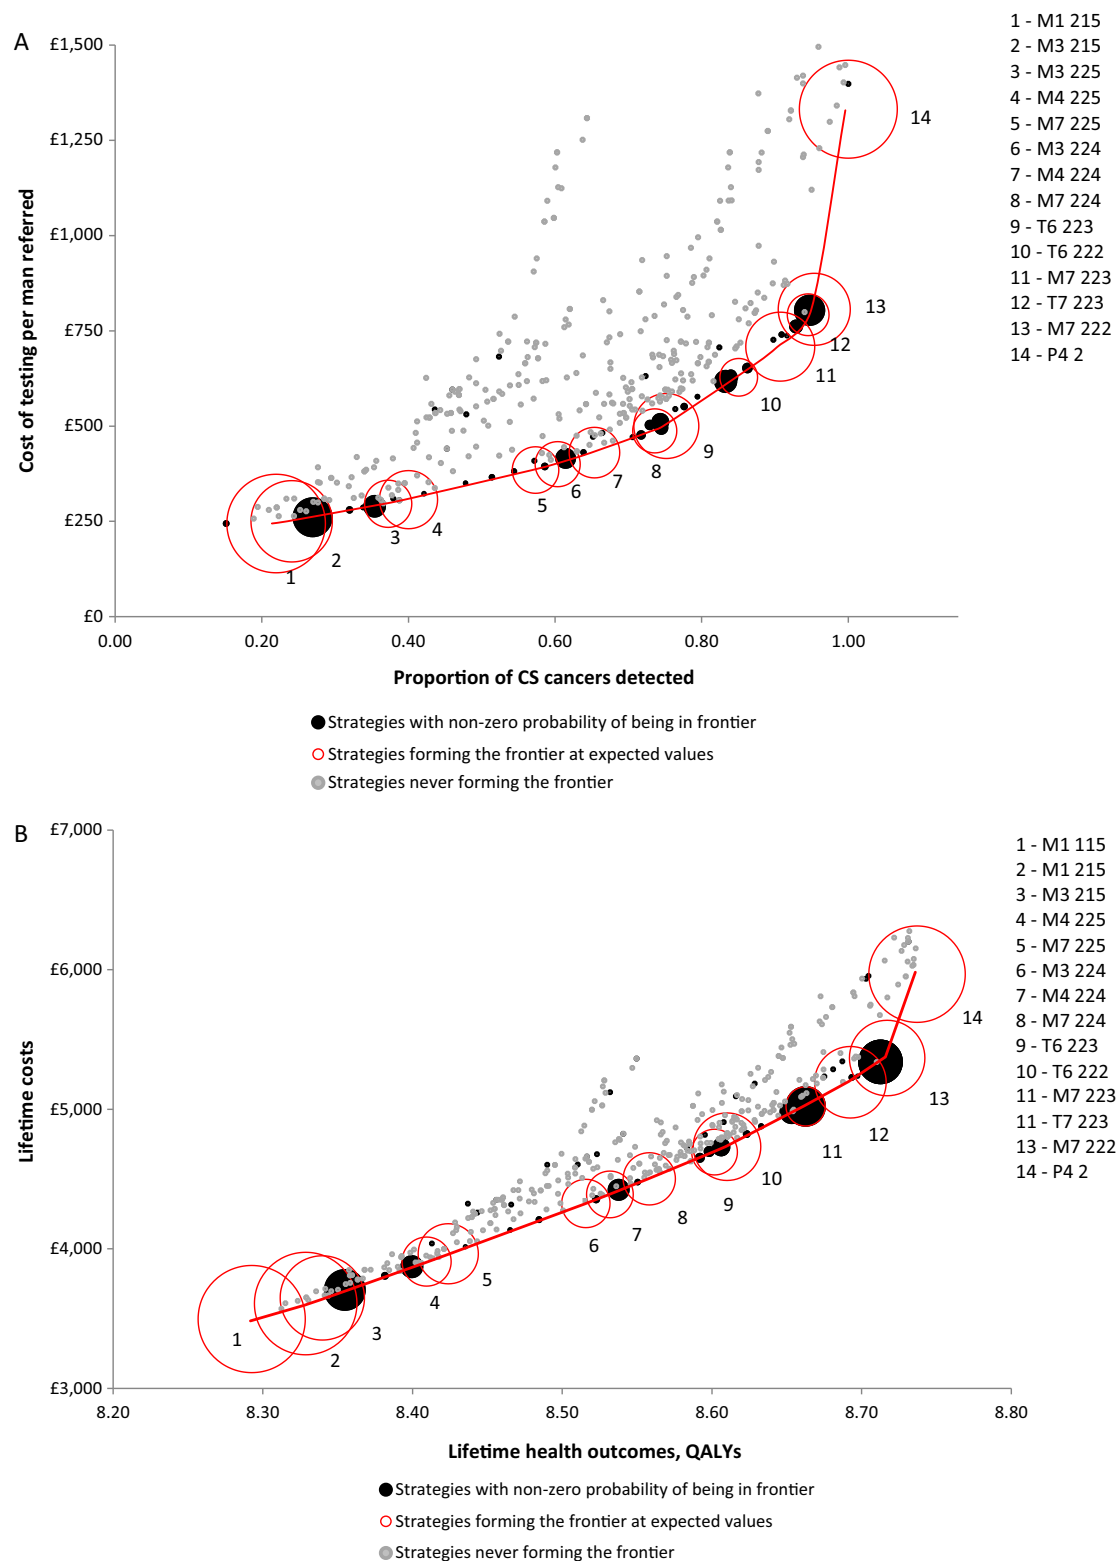 A
£1,500
£1,250
£1,000
£750
£500
£250
£0
Cost of testing per man referred
0.00 0.20 0.40 0.60 0.80 1.00
Proportion of CS cancers detected
1
2
3
4
5
6
7
8
9
10
11
12
13
14
1 - M1 215
2 - M3 215
3 - M3 225
4 - M4 225
5 - M7 225
6 - M3 224
7 - M4 224
8 - M7 224
9 - T6 223
10 - T6 222
11 - M7 223
12 - T7 223
13 - M7 222
14 - P4 2
Strategies with non-zero probability of being in frontier
Strategies forming the frontier at expected values
Strategies never forming the frontier
B
£7,000
£6,000
£5,000
£4,000
£3,000
Lifetime costs
8.20 8.30 8.40 8.50 8.60 8.70 8.80
Lifetime health outcomes, QALYs
1
2
3
4
5
6
7
8
9
10
11
12
13
14
1 - M1 115
2 - M1 215
3 - M3 215
4 - M4 225
5 - M7 225
6 - M3 224
7 - M4 224
8 - M7 224
9 - T6 223
10 - T6 222
11 - M7 223
11 - T7 223
13 - M7 222
14 - P4 2
Strategies with non-zero probability of being in frontier
Strategies forming the frontier at expected values
Strategies never forming the frontier